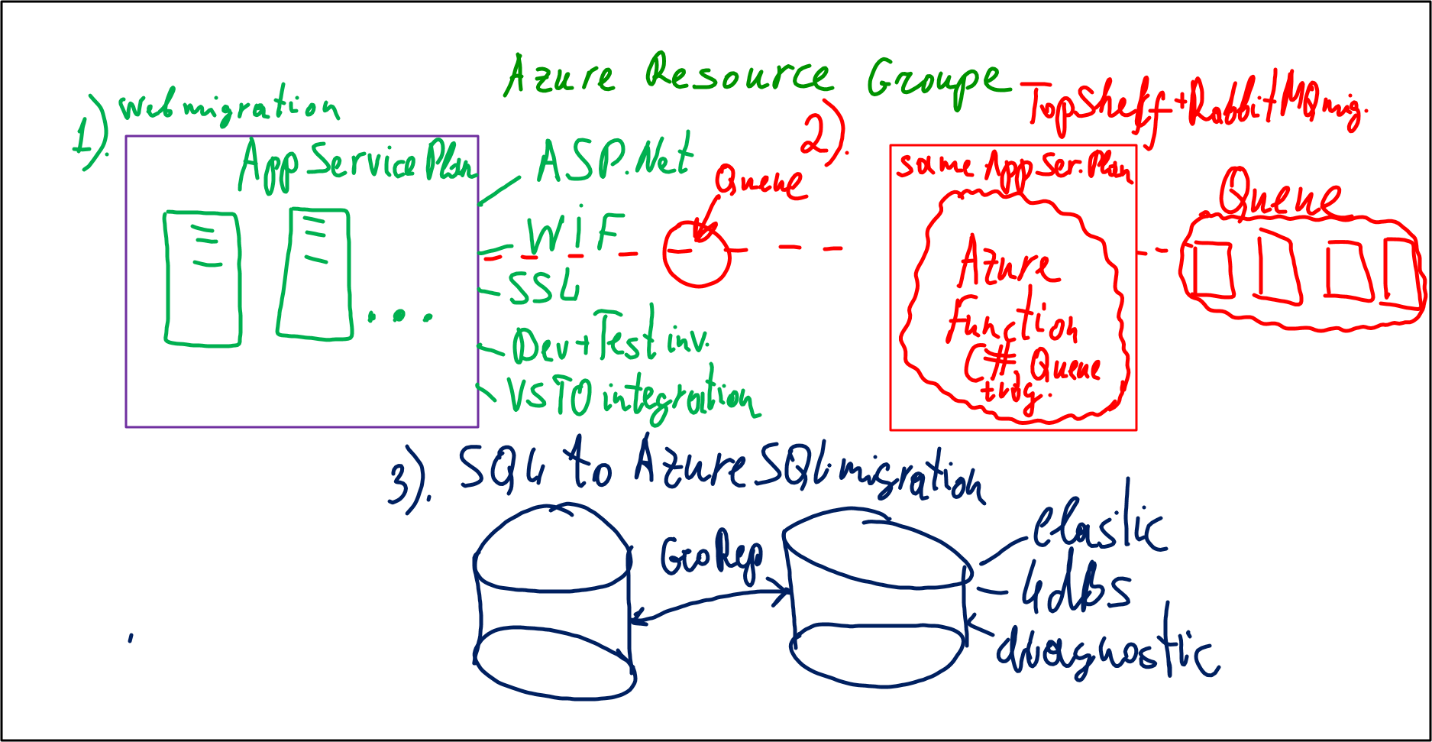 Azure Resource Groupe
1). Web migration
App Service Plan
ASP.Net
WiF
SSL
Dev+Test inv.
VSTO integration
Queue
2).
TopShelf+RabbitMQ mig.
same App Ser. Plan
Azure
Function
C# Queue
trig.
Queue
3). SQL to Azure SQL migration
GeoRep
elastic
4dbs
diagnostic